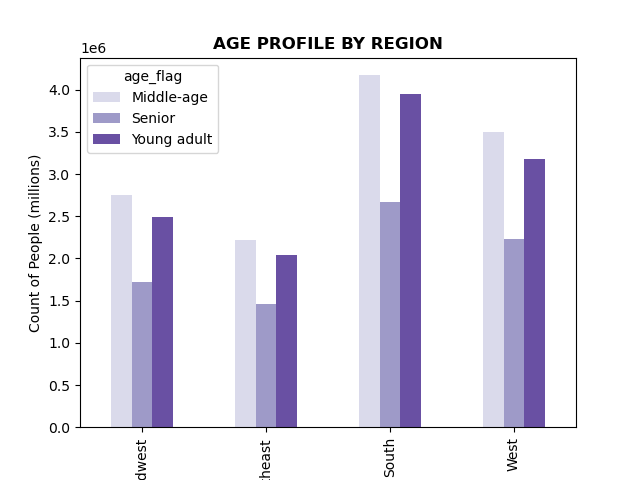 AGE PROFILE BY REGION
1e6
age_flag
Middle-age
Senior
Young adult
Count of People (millions)
4.0
3.5
3.0
2.5
2.0
1.5
1.0
0.5
0.0
dwest
theast
South
West